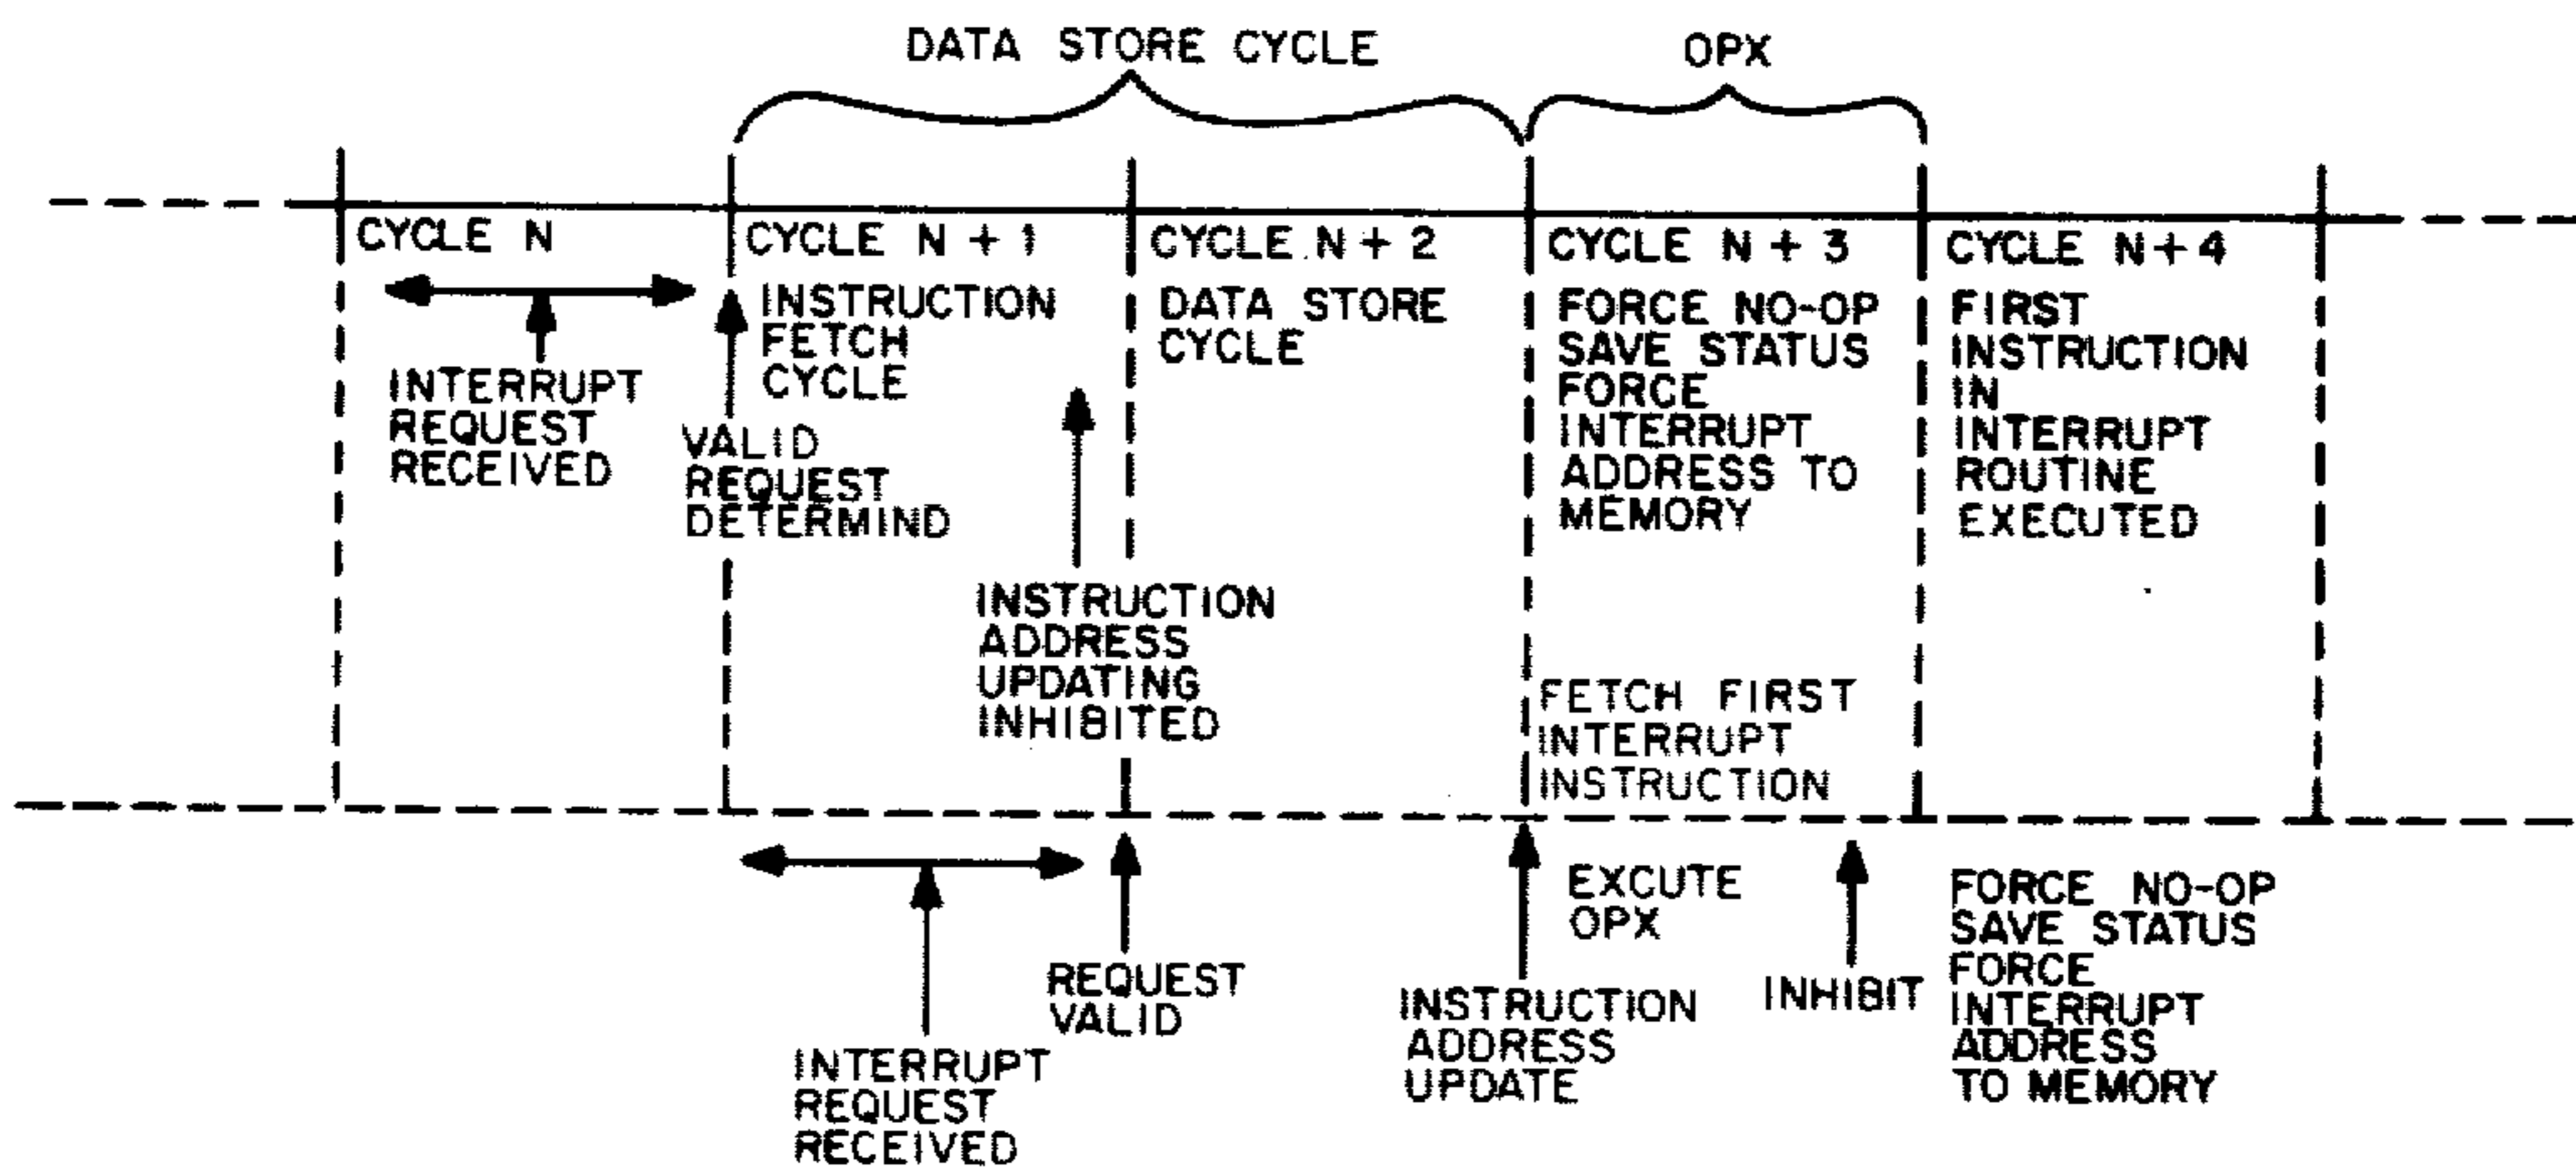 DATA STORE CYCLE
OPX
CYCLE N
CYCLE N + 1
CYCLE N + 2
CYCLE N + 3
CYCLE N + 4
INTERRUPT
REQUEST
RECEIVED
VALID
REQUEST
DETERMIND
INSTRUCTION
FETCH
CYCLE
INSTRUCTION
ADDRESS
UPDATING
INHIBITED
DATA STORE
CYCLE
FORCE NO-OP
SAVE STATUS
FORCE
INTERRUPT
ADDRESS TO
MEMORY
FETCH FIRST
INTERRUPT
INSTRUCTION
FIRST
INSTRUCTION
IN
INTERRUPT
ROUTINE
EXECUTED
INTERRUPT
REQUEST
RECEIVED
REQUEST
VALID
INSTRUCTION
ADDRESS
UPDATE
EXCUTE
OPX
INHIBIT
FORCE NO-OP
SAVE STATUS
FORCE
INTERRUPT
ADDRESS
TO MEMORY